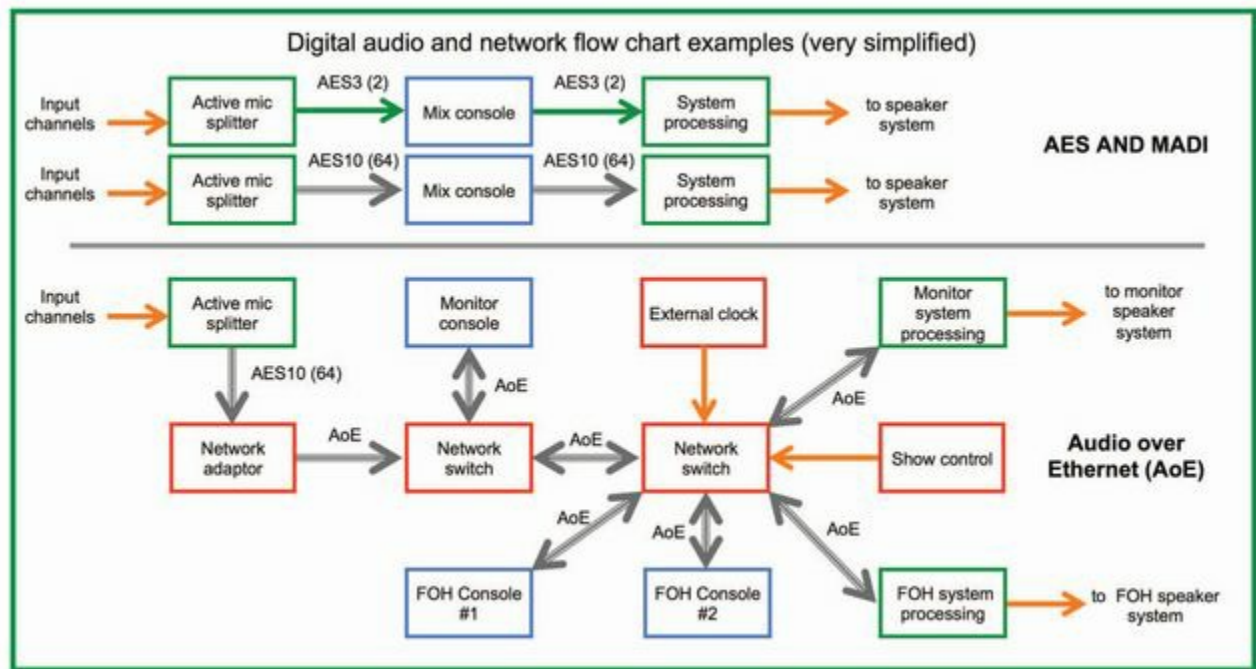 Digital audio and network flow chart examples (very simplified)
Input
channels
Active mic
splitter
AES3 (2)
Mix console
AES3 (2)
System
processing
to speaker
system
AES AND MADI
Input
channels
Active mic
splitter
AES10 (64)
Mix console
AES10 (64)
System
processing
to speaker
system
Input
channels
Active mic
splitter
Monitor
console
External clock
Monitor
system
processing
to monitor
speaker
system
AES10 (64)
AoE
AoE
Network
adaptor
AoE
Network
switch
AoE
Network
switch
Show control
Audio over
Ethernet (AoE)
AoE
AoE
AoE
FOH Console
#1
FOH Console
#2
FOH system
processing
to FOH speaker
system